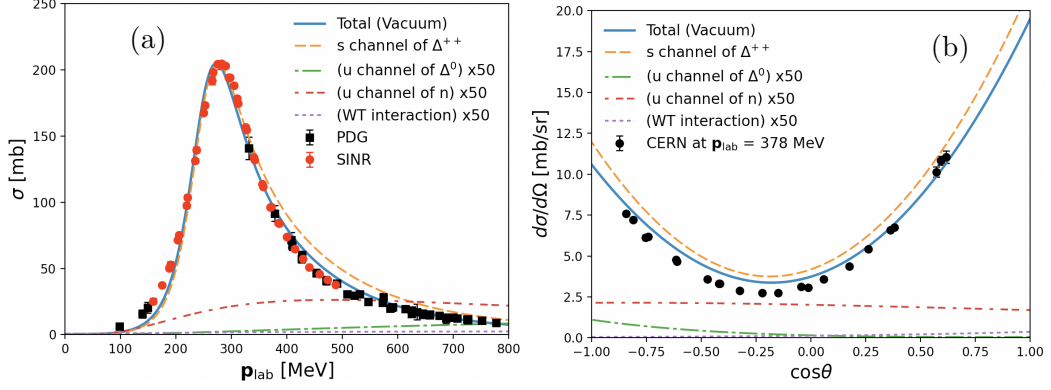 250
200
150
100
50
0
σ [mb]
(a)
Total (Vacuum)
s channel of Δ⁺⁺
(u channel of Δ⁰) x50
(u channel of n) x50
(WT interaction) x50
PDG
SINR
0 100 200 300 400 500 600 700 800
p_lab [MeV]
20.0
17.5
15.0
12.5
10.0
7.5
5.0
2.5
0.0
dσ/dΩ [mb/sr]
(b)
Total (Vacuum)
s channel of Δ⁺⁺
(u channel of Δ⁰) x50
(u channel of n) x50
(WT interaction) x50
CERN at p_lab = 378 MeV
−1.00 −0.75 −0.50 −0.25 0.00 0.25 0.50 0.75 1.00
cosθ